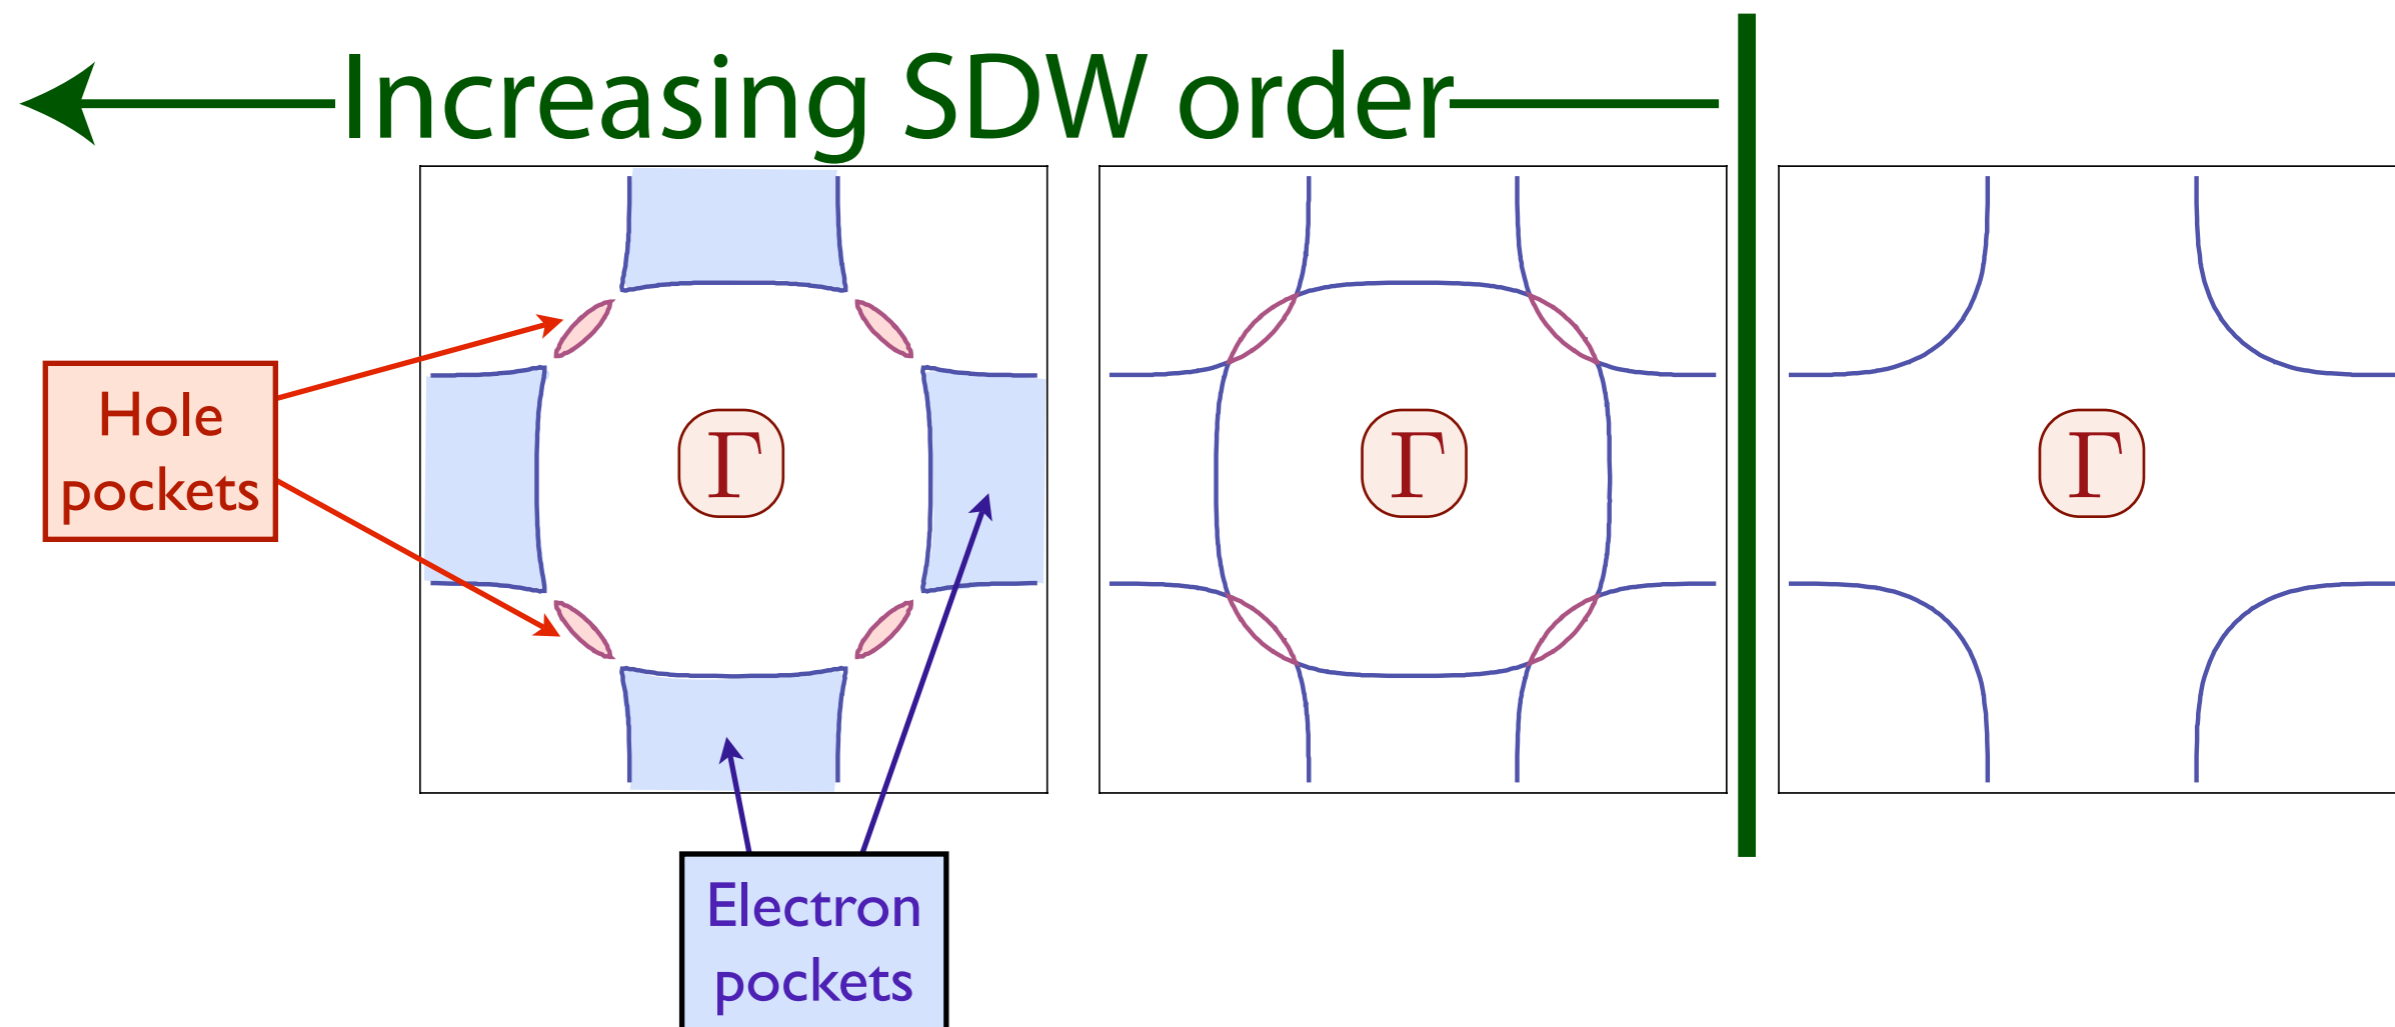 Increasing SDW order
Hole
pockets
Γ
Γ
Γ
Electron
pockets